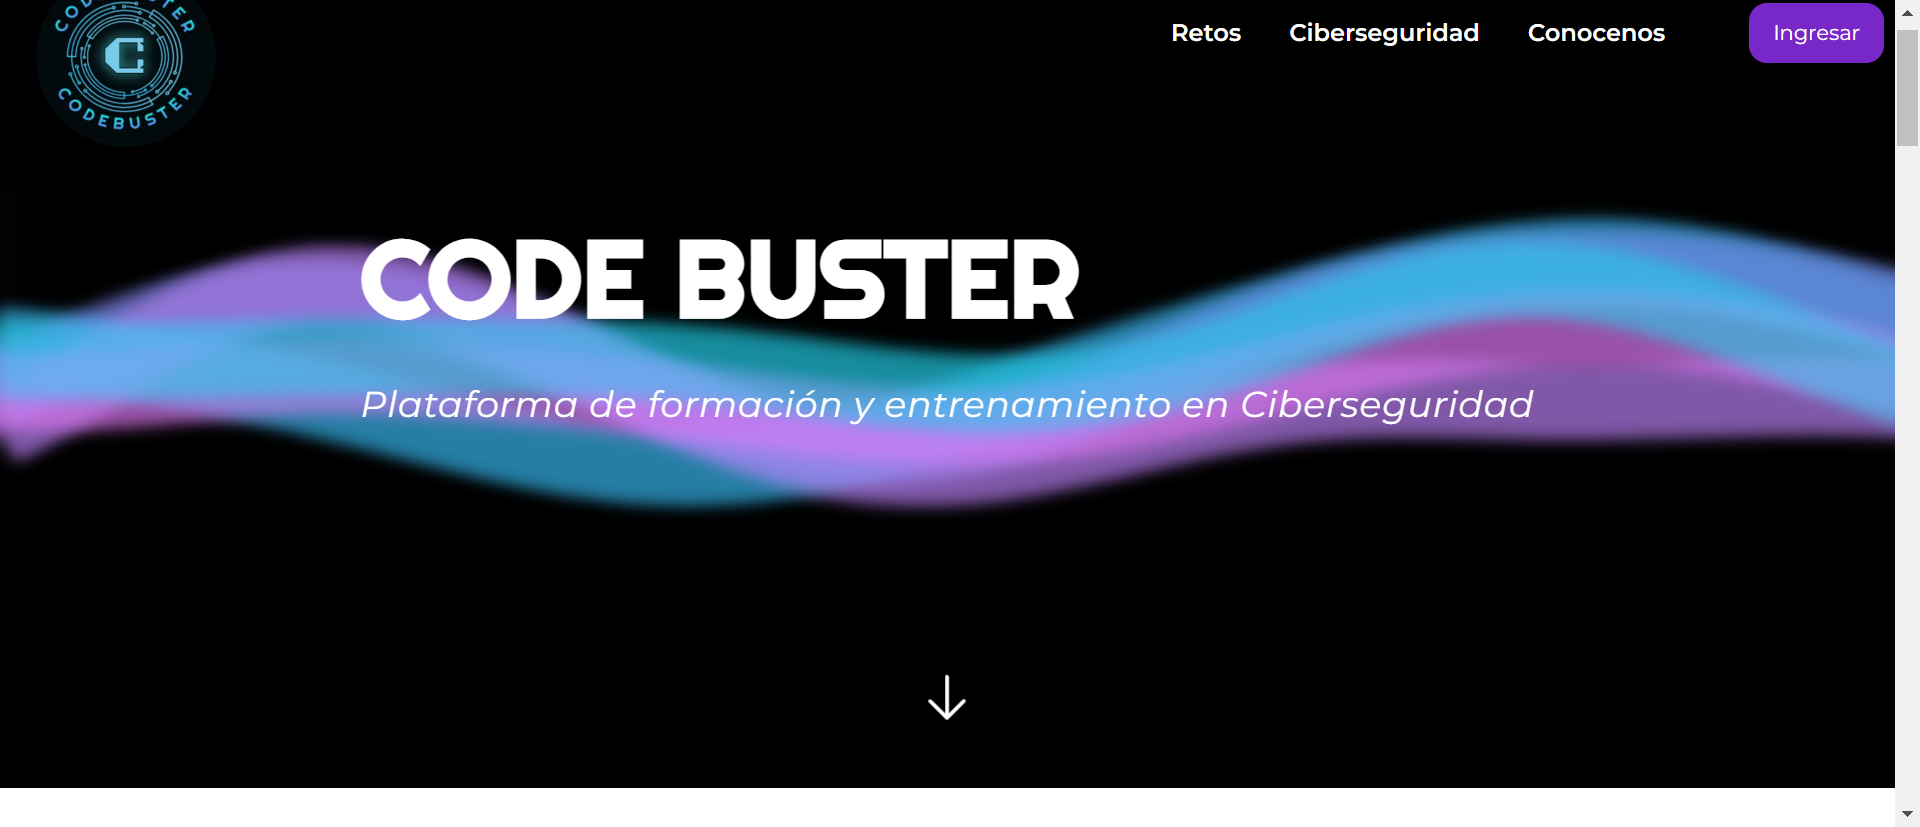 CODEBUSTER
CODEBUSTER
Retos Ciberseguridad Conocenos Ingresar
CODE BUSTER
Plataforma de formación y entrenamiento en Ciberseguridad